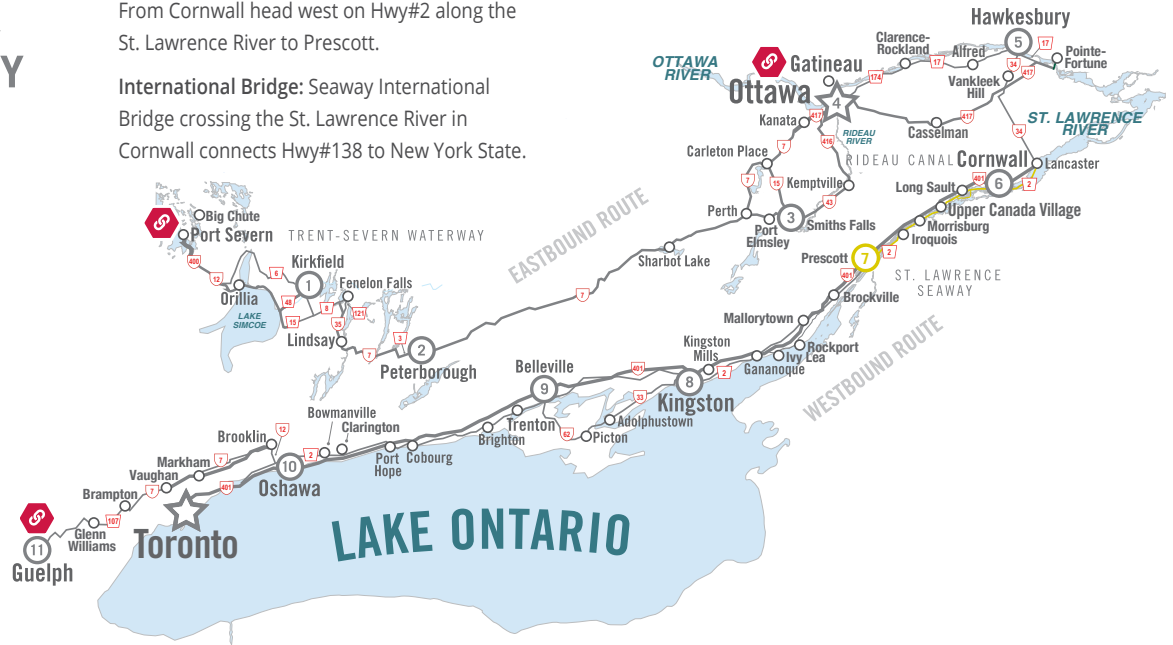 From Cornwall head west on Hwy#2 along the
St. Lawrence River to Prescott.
Y
International Bridge: Seaway International
Bridge crossing the St. Lawrence River in
Cornwall connects Hwy#138 to New York State.
Hawkesbury
5
17
Clarence-
Rockland
Alfred
Pointe-
Fortune
OTTAWA
RIVER
Gatineau
174
17
34
417
Vankleek
Hill
Ottawa
4
Kanata
417
416
RIDEAU
RIVER
Casselman
417
34
ST. LAWRENCE
RIVER
Carleton Place
7
RIDEAU CANAL
Cornwall
Lancaster
7
15
Kemptville
43
Long Sault
401
6
2
Perth
Port
Elmsley
3
Smiths Falls
Upper Canada Village
Morrisburg
Iroquois
Big Chute
Port Severn
TRENT-SEVERN WATERWAY
EASTBOUND ROUTE
Sharbot Lake
Prescott
7
2
401
ST. LAWRENCE
SEAWAY
400
12
6
Kirkfield
1
Fenelon Falls
Orillia
48
8
121
LAKE
SIMCOE
15
35
7
Brockville
Lindsay
7
3
2
Peterborough
Mallorytown
WESTBOUND ROUTE
Kingston
Mills
Rockport
Ivy Lea
Gananoque
Belleville
9
401
8
2
Kingston
33
Trenton
62
Adolphustown
Picton
Brighton
Bowmanville
Clarington
Brooklin
12
2
Port
Hope
Cobourg
Markham
7
Vaughan
10
Oshawa
Brampton
7
401
107
Glenn
Williams
11
Guelph
Toronto
LAKE ONTARIO